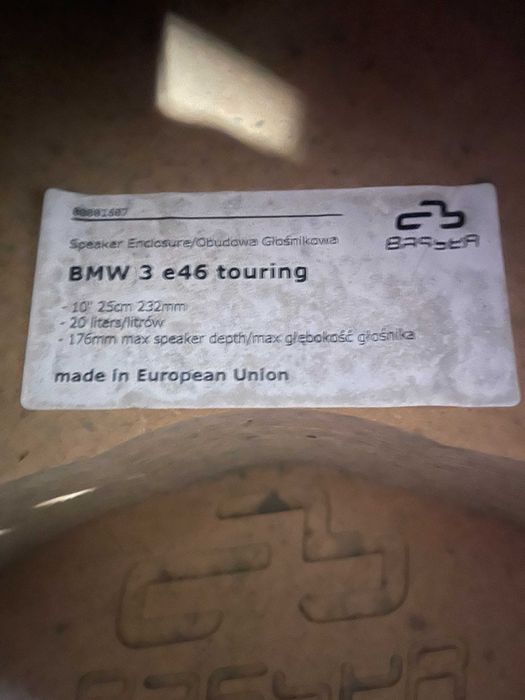 00001607
Speaker Enclosure/Obudowa Głośnikowa
BMW 3 e46 touring
- 10" 25cm 232mm
- 20 liters/litrów
- 176mm max speaker depth/max głębokość głośnika
made in European Union